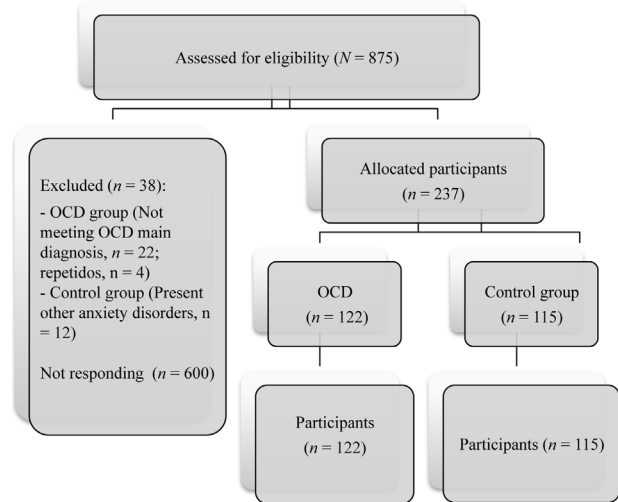 Assessed for eligibility (N = 875)
Excluded (n = 38):
- OCD group (Not
meeting OCD main
diagnosis, n = 22;
repetidos, n = 4)
- Control group (Present
other anxiety disorders, n
= 12)
Not responding (n = 600)
Allocated participants
(n = 237)
OCD
(n = 122)
Control group
(n = 115)
Participants
(n = 122)
Participants (n = 115)